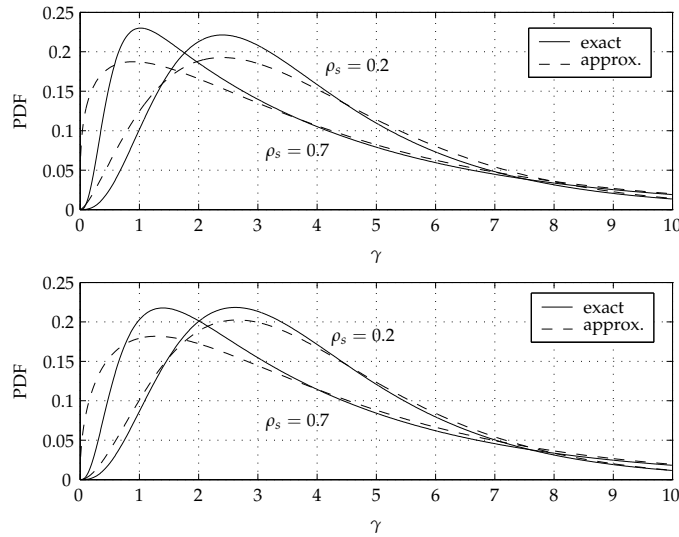 0.25
0.2
0.15
0.1
0.05
0
PDF
ρs = 0.2
ρs = 0.7
exact
approx.
0 1 2 3 4 5 6 7 8 9 10
γ
0.25
0.2
0.15
0.1
0.05
0
PDF
ρs = 0.2
ρs = 0.7
exact
approx.
0 1 2 3 4 5 6 7 8 9 10
γ